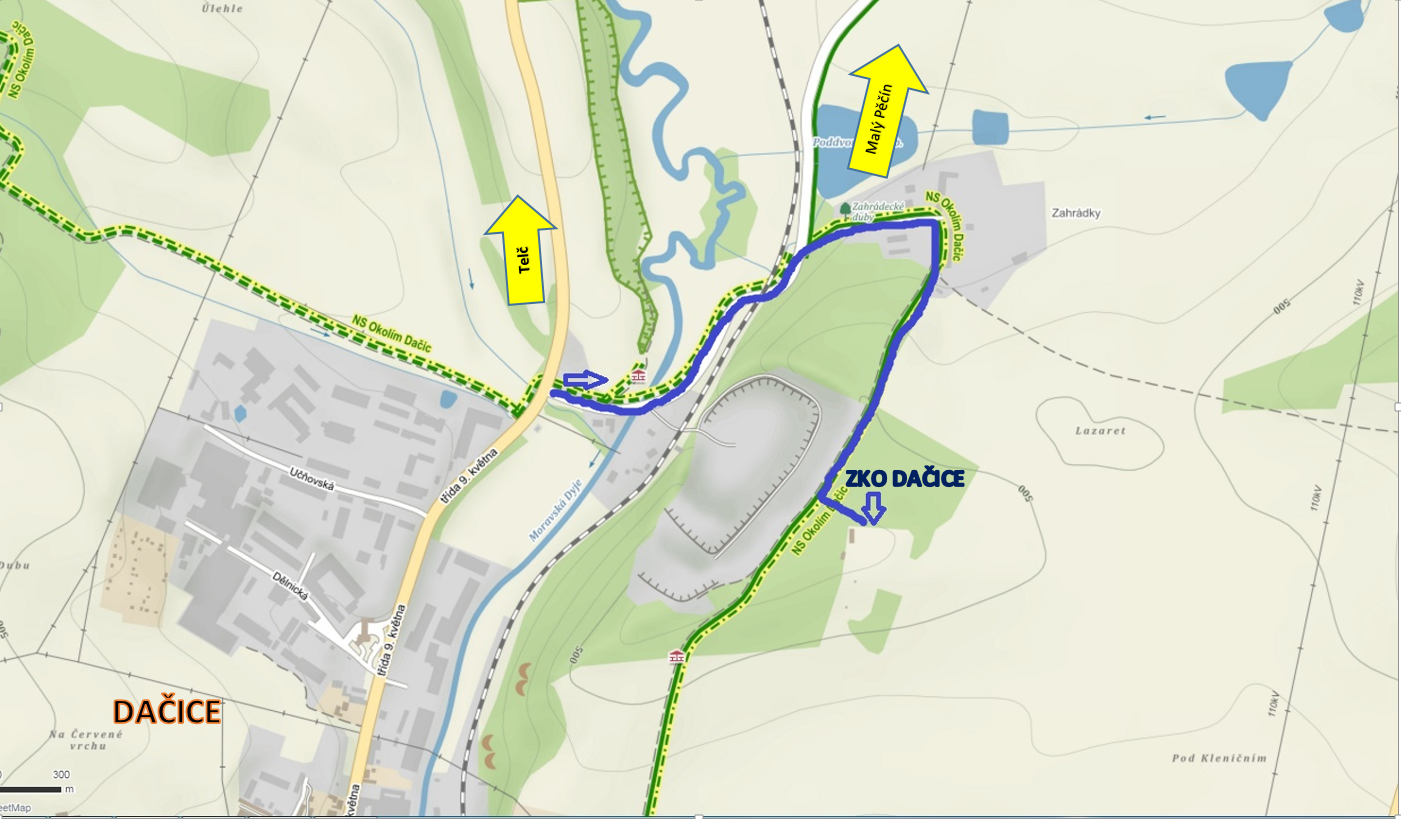 Úlehle
NS Okolím Dačic
Malý Pěčín
Zahrádecké
duby
NS Okolím Dačic
Zahrádky
Telč
NS Okolím Dačic
110kV
500
Lazaret
Učňovská
třída 9. května
ZKO DAČICE
500
110kV
Moravská Dyje
NS Okolím Dačic
Dubu
Dělnická
třída 9. května
500
500
110kV
DAČICE
Na Červené
vrchu
Pod Kleničním
300
m
května
eetMap